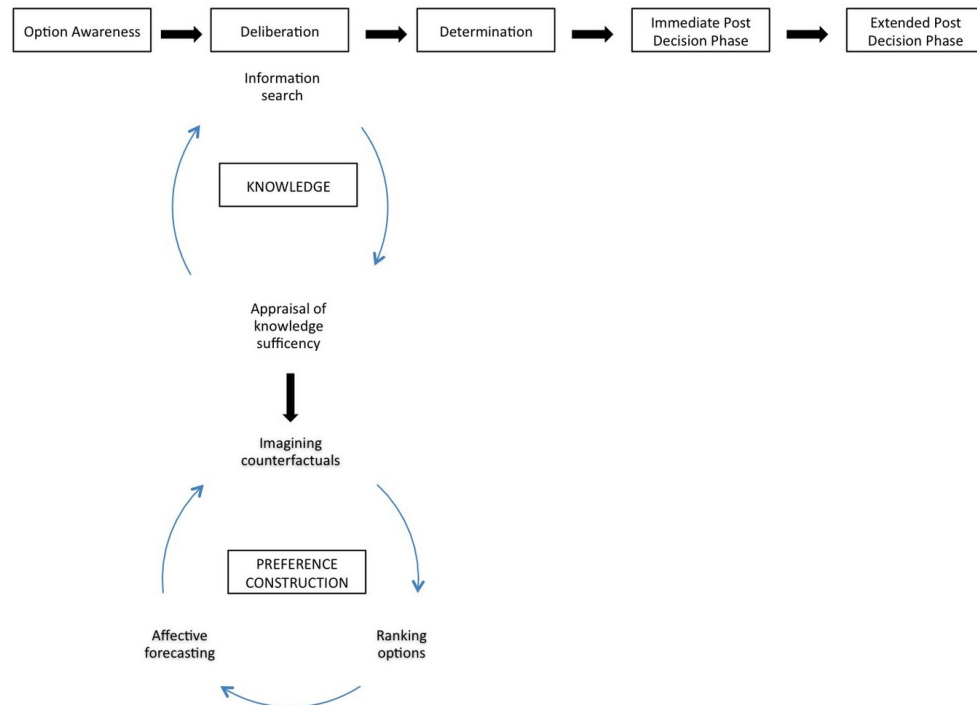 Option Awareness
Deliberation
Determination
Immediate Post
Decision Phase
Extended Post
Decision Phase
Information
search
KNOWLEDGE
Appraisal of
knowledge
sufficency
Imagining
counterfactuals
PREFERENCE
CONSTRUCTION
Affective
forecasting
Ranking
options